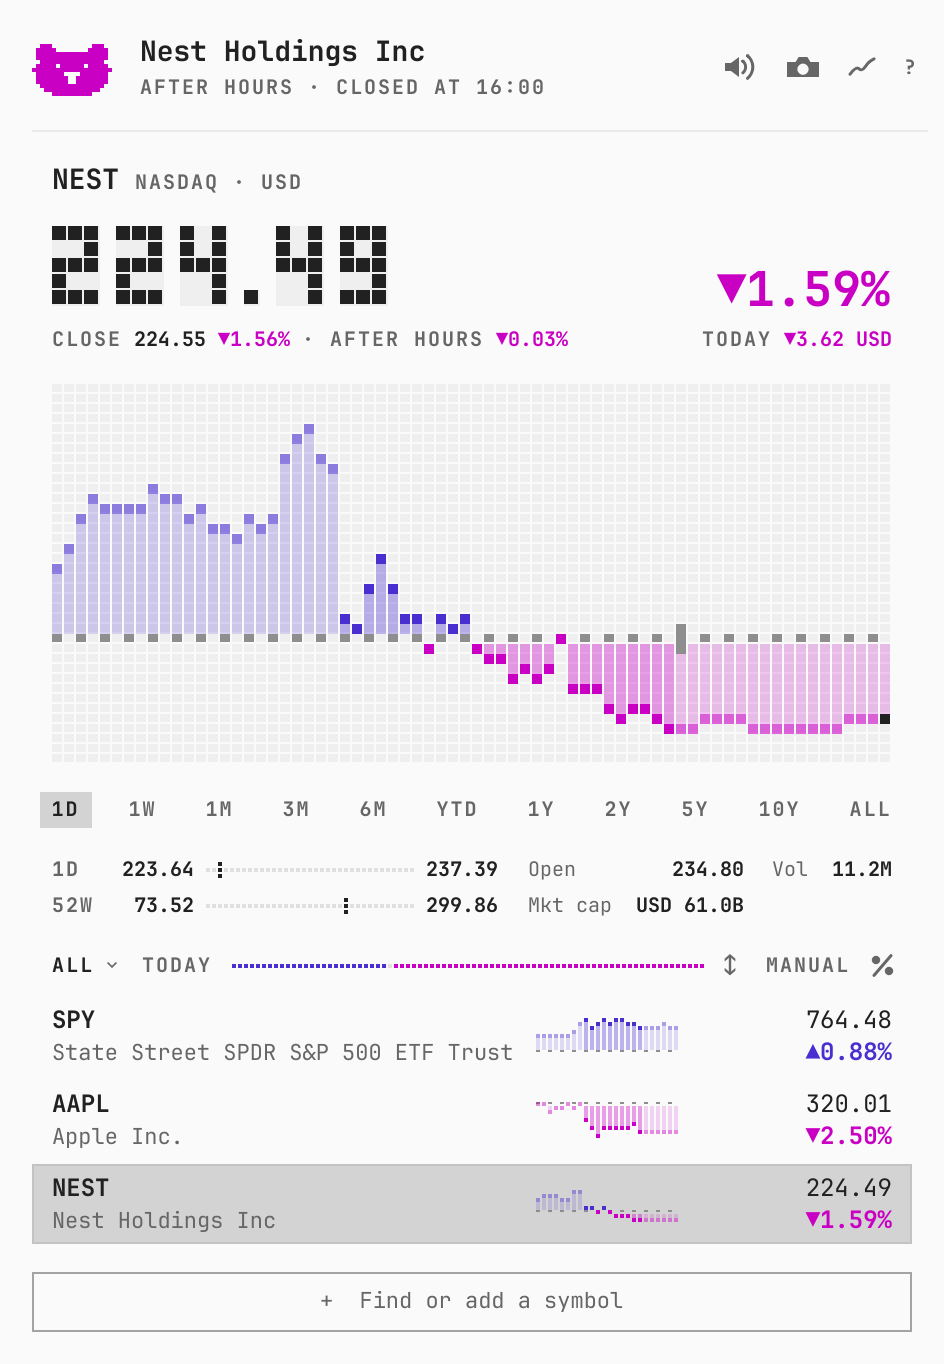 Nest Holdings Inc
AFTER HOURS · CLOSED AT 16:00
?
NEST NASDAQ · USD
224.49
▼1.59%
CLOSE 224.55 ▼1.56% · AFTER HOURS ▼0.03%
TODAY ▼3.62 USD
1D 1W 1M 3M 6M YTD 1Y 2Y 5Y 10Y ALL
1D 223.64 237.39 Open 234.80 Vol 11.2M
52W 73.52 299.86 Mkt cap USD 61.0B
ALL TODAY MANUAL %
SPY 764.48
State Street SPDR S&P 500 ETF Trust ▲0.88%
AAPL 320.01
Apple Inc. ▼2.50%
NEST 224.49
Nest Holdings Inc ▼1.59%
+ Find or add a symbol